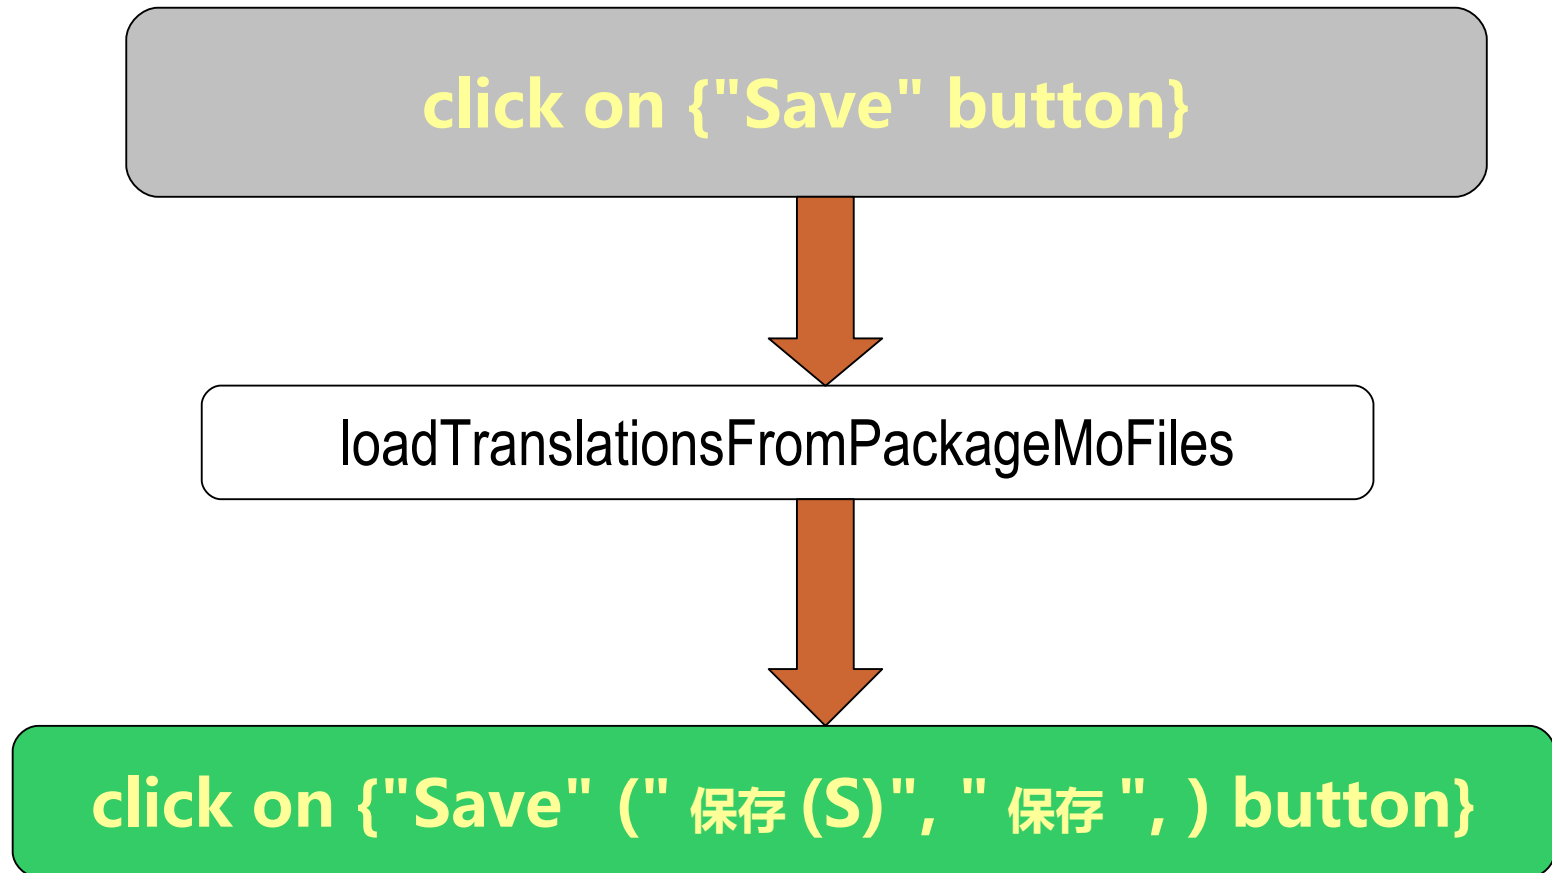 click on {"Save" button}
loadTranslationsFromPackageMoFiles
click on {"Save" (" 保存 (S)", " 保存 ", ) button}